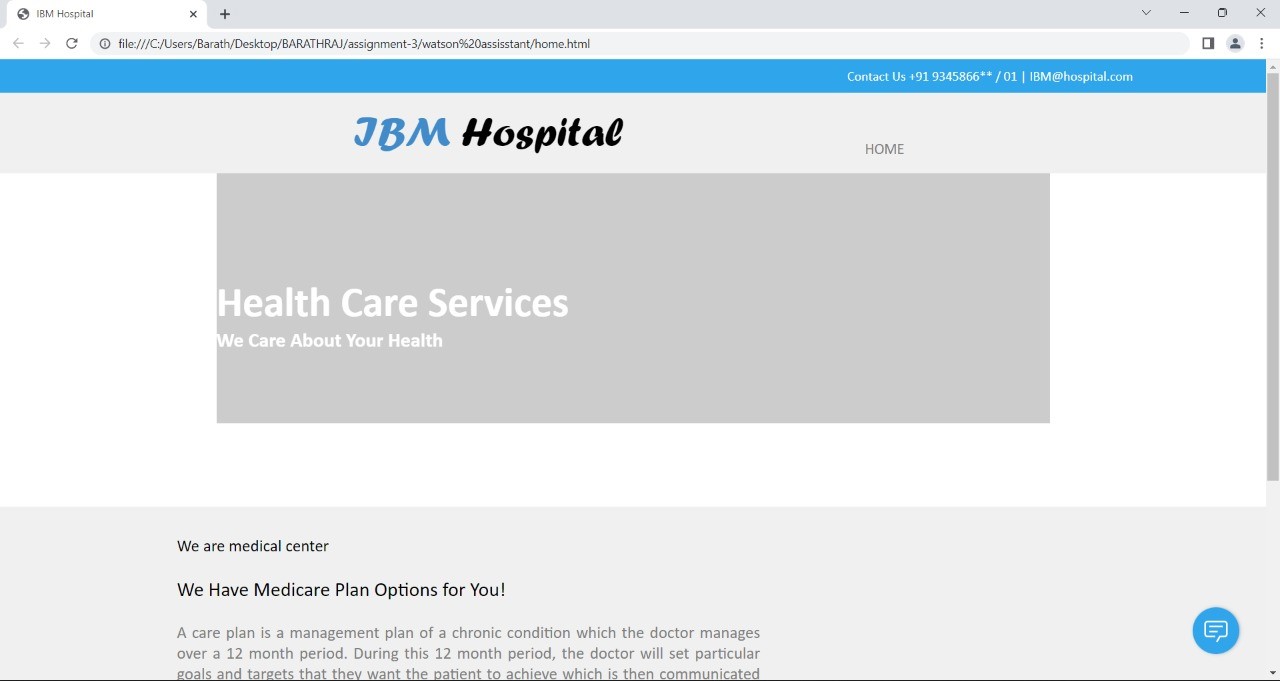 IBM Hospital
file:///C:/Users/Barath/Desktop/BARATHRAJ/assignment-3/watson%20assisstant/home.html
Contact Us +91 9345866** / 01 | IBM@hospital.com
IBM Hospital
HOME
Health Care Services
We Care About Your Health
We are medical center
We Have Medicare Plan Options for You!
A care plan is a management plan of a chronic condition which the doctor manages
over a 12 month period. During this 12 month period, the doctor will set particular
goals and targets that they want the patient to achieve which is then communicated